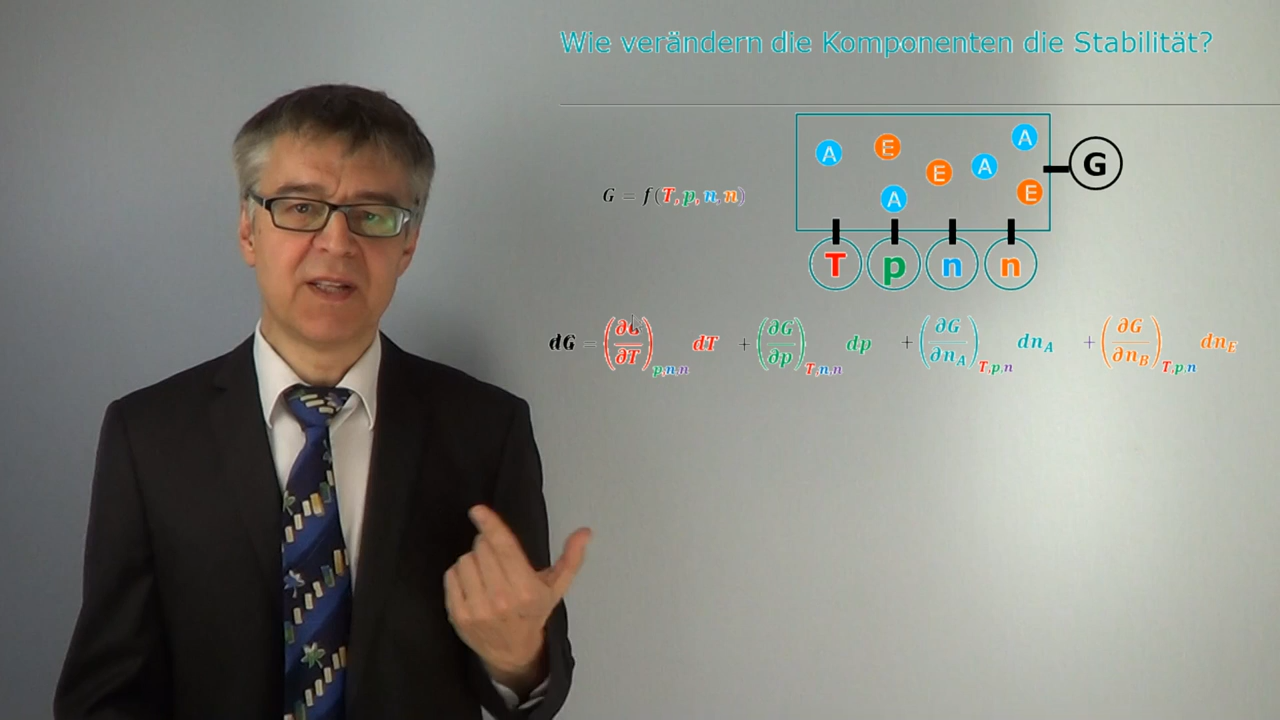 Wie verändern die Komponenten die Stabilität?
A E A E A A E G
G = f(T, p, n, n)
T p n n
dG = (∂G/∂T)p,n,n dT + (∂G/∂p)T,n,n dp + (∂G/∂nA)T,p,n dnA + (∂G/∂nB)T,p,n dnE